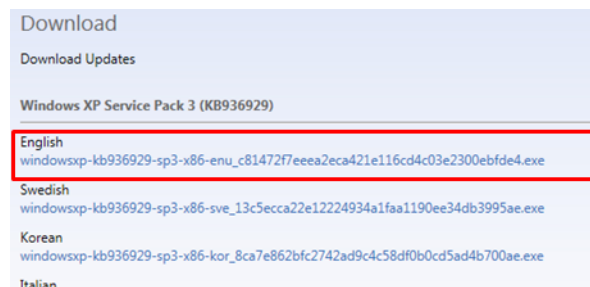 Download
Download Updates
Windows XP Service Pack 3 (KB936929)
English
windowsxp-kb936929-sp3-x86-enu_c81472f7eeea2eca421e116cd4c03e2300ebfde4.exe
Swedish
windowsxp-kb936929-sp3-x86-sve_13c5ecca22e12224934a1faa1190ee34db3995ae.exe
Korean
windowsxp-kb936929-sp3-x86-kor_8ca7e862bfc2742ad9c4c58df0b0cd5ad4b700ae.exe
Italian